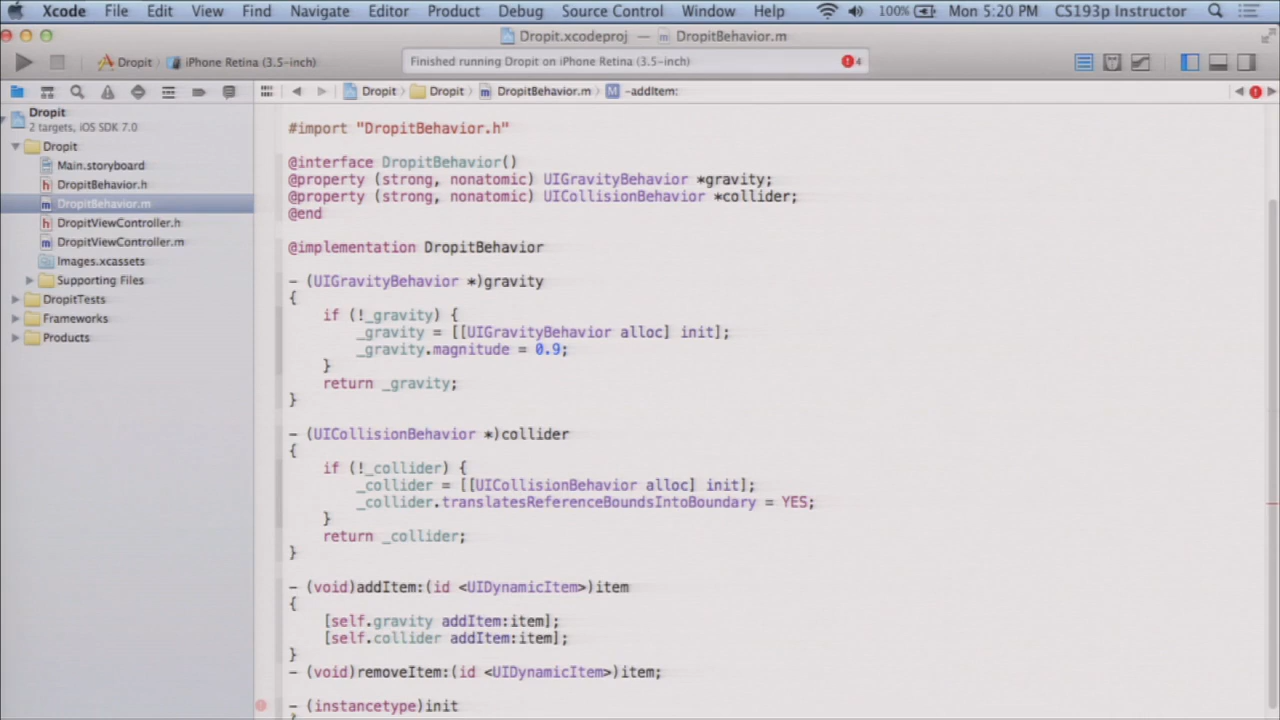 Xcode File Edit View Find Navigate Editor Product Debug Source Control Window Help 100% Mon 5:20 PM CS193p Instructor
Dropit.xcodeproj — DropitBehavior.m
Dropit iPhone Retina (3.5-inch) Finished running Dropit on iPhone Retina (3.5-inch) 4
Dropit Dropit DropitBehavior.m -addItem:
Dropit
2 targets, iOS SDK 7.0
Dropit
Main.storyboard
DropitBehavior.h
DropitBehavior.m
DropitViewController.h
DropitViewController.m
Images.xcassets
Supporting Files
DropitTests
Frameworks
Products
#import "DropitBehavior.h"
@interface DropitBehavior()
@property (strong, nonatomic) UIGravityBehavior *gravity;
@property (strong, nonatomic) UICollisionBehavior *collider;
@end
@implementation DropitBehavior
- (UIGravityBehavior *)gravity
{
if (!_gravity) {
_gravity = [[UIGravityBehavior alloc] init];
_gravity.magnitude = 0.9;
}
return _gravity;
}
- (UICollisionBehavior *)collider
{
if (!_collider) {
_collider = [[UICollisionBehavior alloc] init];
_collider.translatesReferenceBoundsIntoBoundary = YES;
}
return _collider;
}
- (void)addItem:(id <UIDynamicItem>)item
{
[self.gravity addItem:item];
[self.collider addItem:item];
}
- (void)removeItem:(id <UIDynamicItem>)item;
- (instancetype)init